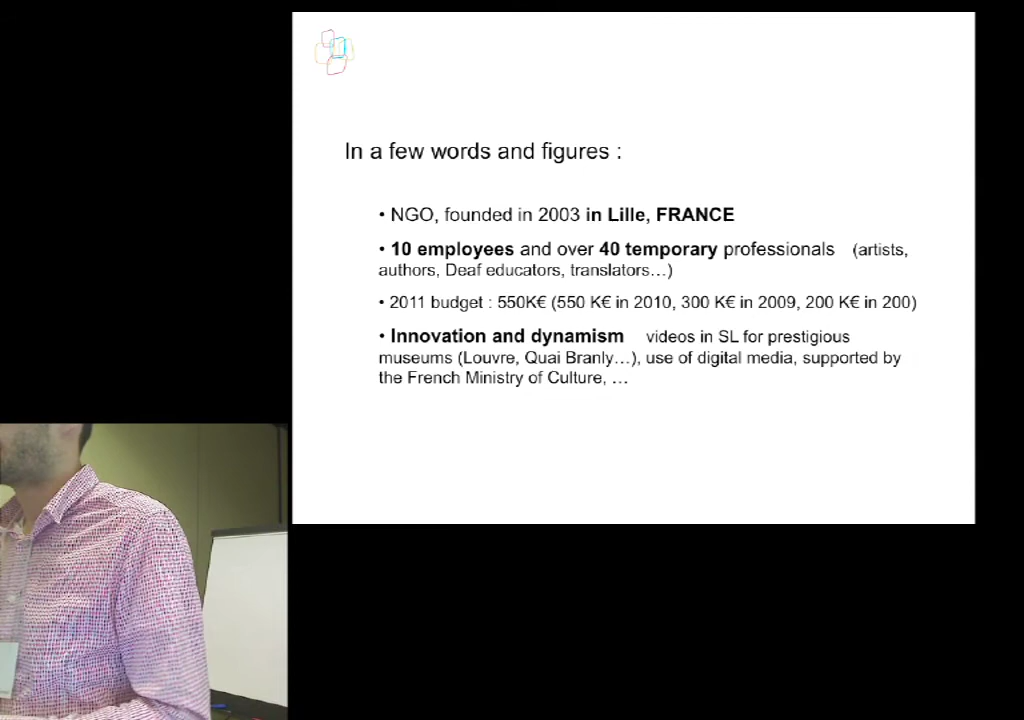 In a few words and figures :
• NGO, founded in 2003 in Lille, FRANCE
• 10 employees and over 40 temporary professionals (artists,
authors, Deaf educators, translators…)
• 2011 budget : 550K€ (550 K€ in 2010, 300 K€ in 2009, 200 K€ in 200)
• Innovation and dynamism videos in SL for prestigious
museums (Louvre, Quai Branly…), use of digital media, supported by
the French Ministry of Culture, …